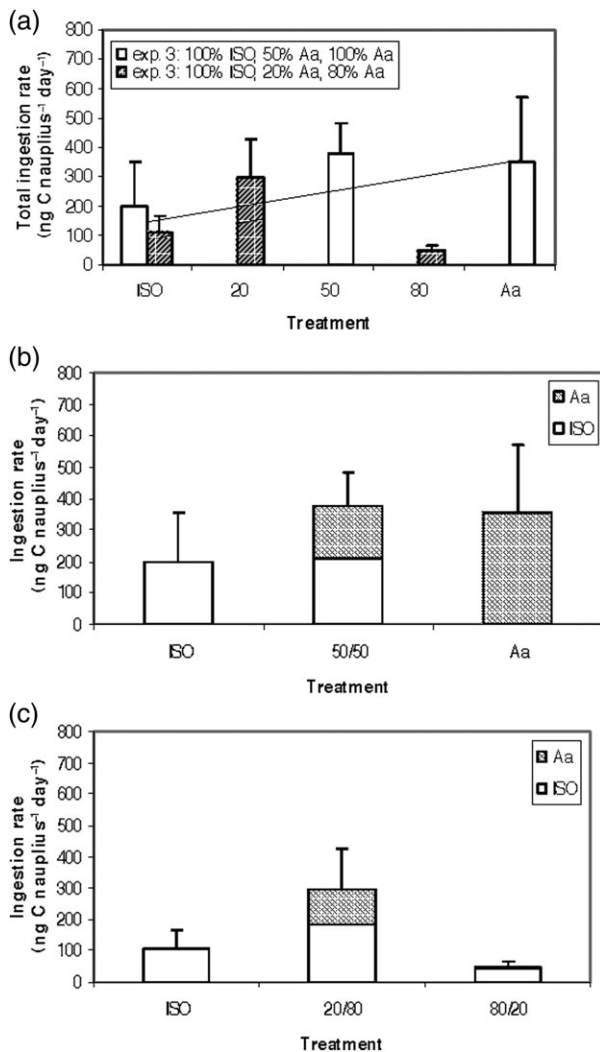 (a)
800
700
600
500
400
300
200
100
0
Total ingestion rate
(ng C nauplius⁻¹ day⁻¹)
exp. 3: 100% ISO, 50% Aa, 100% Aa
exp. 3: 100% ISO, 20% Aa, 80% Aa
ISO 20 50 80 Aa
Treatment
(b)
800
700
600
500
400
300
200
100
0
Ingestion rate
(ng C nauplius⁻¹ day⁻¹)
Aa
ISO
ISO 50/50 Aa
Treatment
(c)
800
700
600
500
400
300
200
100
0
Ingestion rate
(ng C nauplius⁻¹ day⁻¹)
Aa
ISO
ISO 20/80 80/20
Treatment